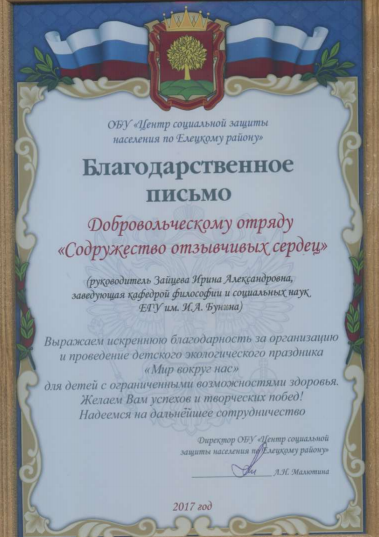 ОБУ «Центр социальной защиты
населения по Елецкому району»
Благодарственное
письмо
Добровольческому отряду
«Содружество отзывчивых сердец»
(руководитель Зайцева Ирина Александровна,
заведующая кафедрой философии и социальных наук
ЕГУ им. И.А. Бунина)
Выражаем искреннюю благодарность за организацию
и проведение детского экологического праздника
«Мир вокруг нас»
для детей с ограниченными возможностями здоровья.
Желаем Вам успехов и творческих побед!
Надеемся на дальнейшее сотрудничество
Директор ОБУ «Центр социальной
защиты населения по Елецкому району»
А.Н. Малютина
2017 год